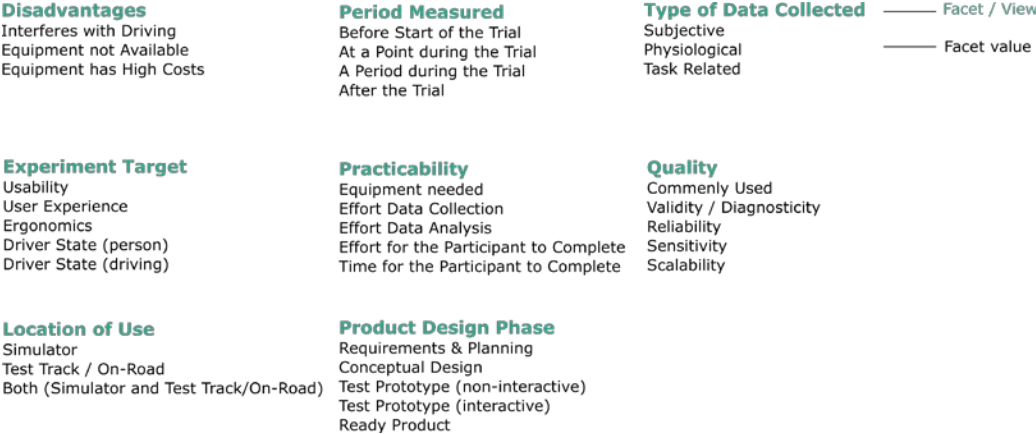 Disadvantages
Interferes with Driving
Equipment not Available
Equipment has High Costs
Period Measured
Before Start of the Trial
At a Point during the Trial
A Period during the Trial
After the Trial
Type of Data Collected
Subjective
Physiological
Task Related
Facet / View
Facet value
Experiment Target
Usability
User Experience
Ergonomics
Driver State (person)
Driver State (driving)
Practicability
Equipment needed
Effort Data Collection
Effort Data Analysis
Effort for the Participant to Complete
Time for the Participant to Complete
Quality
Commonly Used
Validity / Diagnosticity
Reliability
Sensitivity
Scalability
Location of Use
Simulator
Test Track / On-Road
Both (Simulator and Test Track/On-Road)
Product Design Phase
Requirements & Planning
Conceptual Design
Test Prototype (non-interactive)
Test Prototype (interactive)
Ready Product